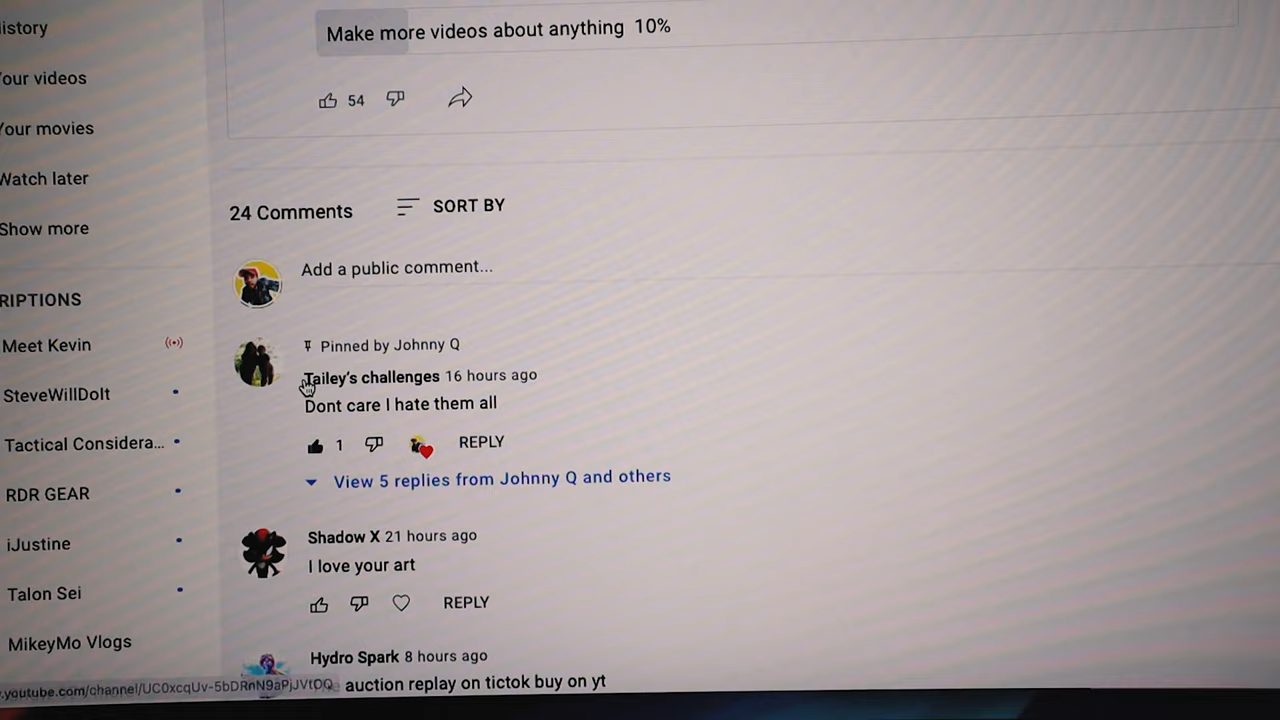 istory
Your videos
Your movies
Watch later
Show more
RIPTIONS
Meet Kevin
SteveWillDoIt
Tactical Considera...
RDR GEAR
iJustine
Talon Sei
MikeyMo Vlogs
Make more videos about anything 10%
54
24 Comments SORT BY
Add a public comment...
Pinned by Johnny Q
Tailey's challenges 16 hours ago
Dont care I hate them all
1 REPLY
View 5 replies from Johnny Q and others
Shadow X 21 hours ago
I love your art
REPLY
Hydro Spark 8 hours ago
auction replay on tictok buy on yt
.youtube.com/channel/UC0xcqUv-5bDRnN9aPjJVtOQ